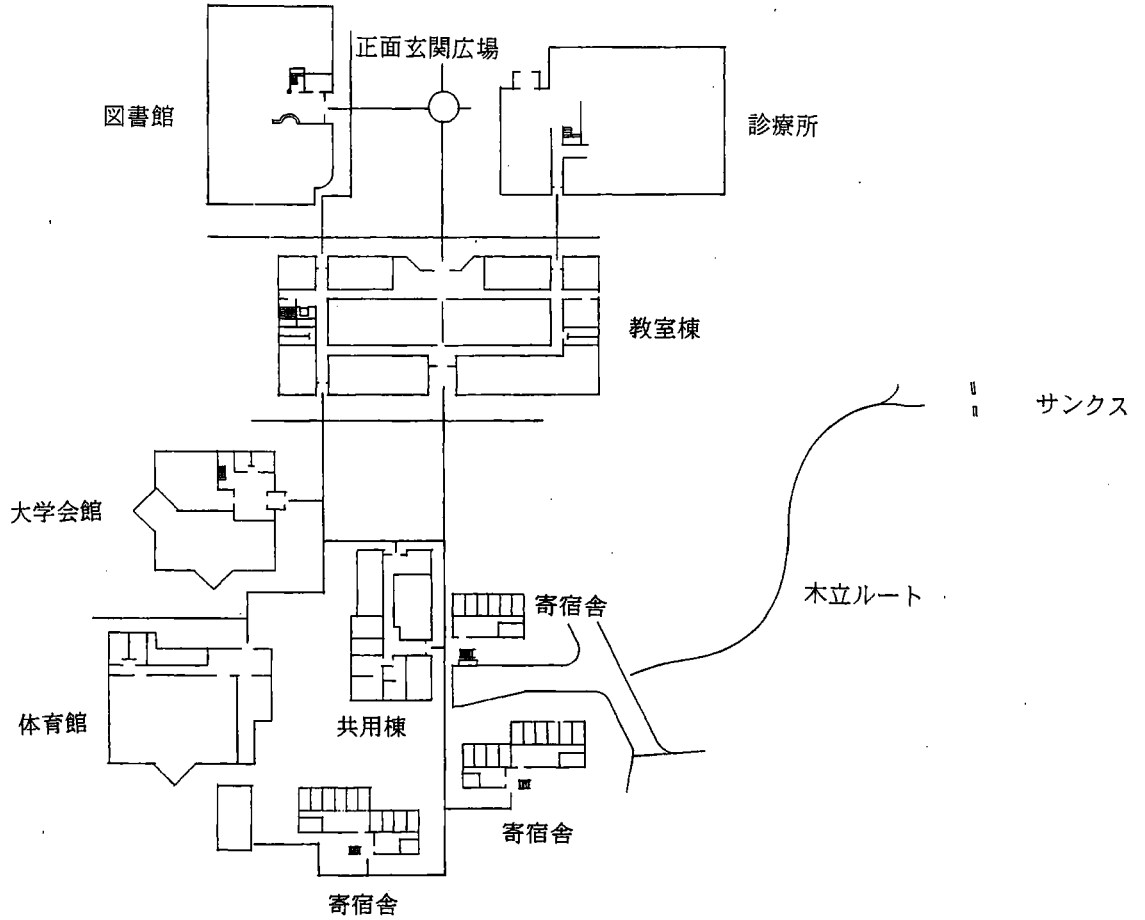 正面玄関広場
図書館
診療所
教室棟
サンクス
大学会館
木立ルート
寄宿舎
体育館
共用棟
寄宿舎
寄宿舎